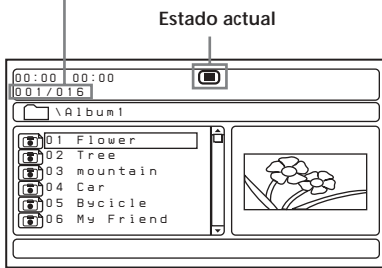 Estado actual
00:00 00:00
001/016
\Album1
01 Flower
02 Tree
03 mountain
04 Car
05 Bycicle
06 My Friend